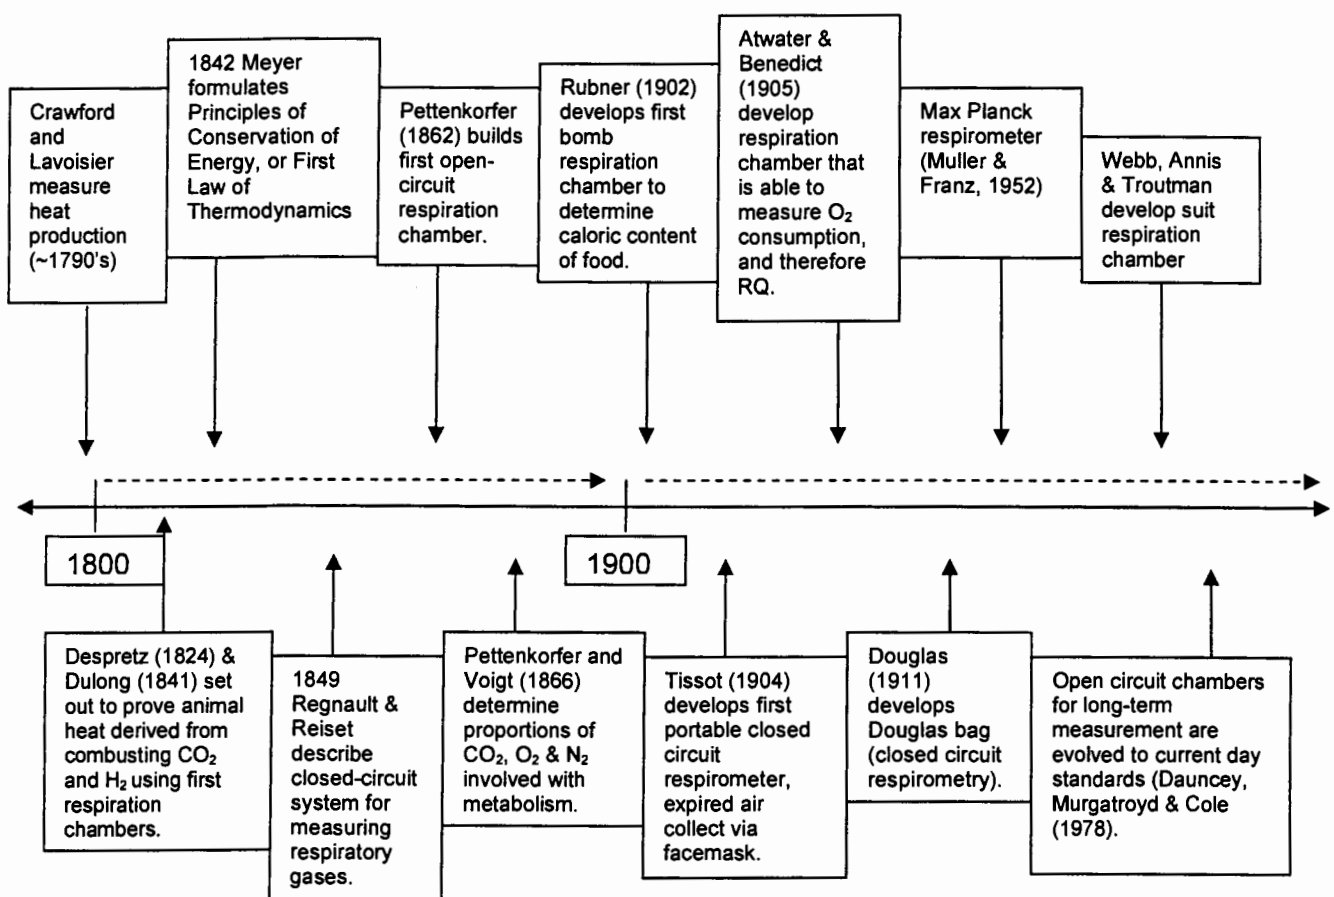 Crawford
and
Lavoisier
measure
heat
production
(~1790's)
1842 Meyer
formulates
Principles of
Conservation of
Energy, or First
Law of
Thermodynamics
Pettenkorfer
(1862) builds
first open-
circuit
respiration
chamber.
Rubner (1902)
develops first
bomb
respiration
chamber to
determine
caloric content
of food.
Atwater &
Benedict
(1905)
develop
respiration
chamber that
is able to
measure O₂
consumption,
and therefore
RQ.
Max Planck
respirometer
(Muller &
Franz, 1952)
Webb, Annis
& Troutman
develop suit
respiration
chamber
1800
1900
Despretz (1824) &
Dulong (1841) set
out to prove animal
heat derived from
combusting CO₂
and H₂ using first
respiration
chambers.
1849
Regnault &
Reiset
describe
closed-circuit
system for
measuring
respiratory
gases.
Pettenkorfer and
Voigt (1866)
determine
proportions of
CO₂, O₂ & N₂
involved with
metabolism.
Tissot (1904)
develops first
portable closed
circuit
respirometer,
expired air
collect via
facemask.
Douglas
(1911)
develops
Douglas bag
(closed circuit
respirometry).
Open circuit chambers
for long-term
measurement are
evolved to current day
standards (Dauncey,
Murgatroyd & Cole
(1978).